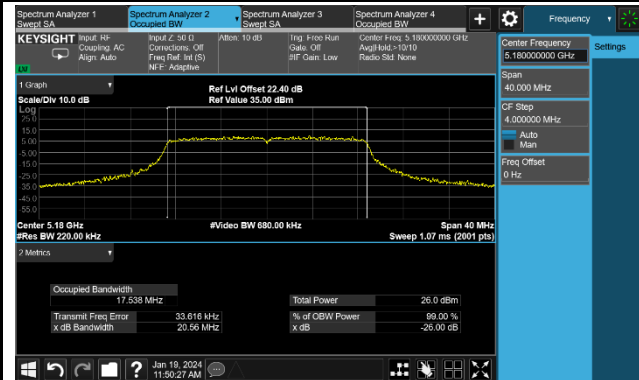 Spectrum Analyzer 1
Swept SA
Spectrum Analyzer 2
Occupied BW
Spectrum Analyzer 3
Swept SA
Spectrum Analyzer 4
Occupied BW
Frequency
KEYSIGHT
Input: RF
Coupling: AC
Align: Auto
Input Z: 50 Ω
Corrections: Off
Freq Ref: Int (S)
NFE: Adaptive
Atten: 10 dB
Trig: Free Run
Gate: Off
#IF Gain: Low
Center Freq: 5.180000000 GHz
Avg|Hold:>10/10
Radio Std: None
Center Frequency
5.180000000 GHz
Settings
Span
40.000 MHz
CF Step
4.000000 MHz
Auto
Man
Freq Offset
0 Hz
1 Graph
Scale/Div 10.0 dB
Ref Lvl Offset 22.40 dB
Ref Value 35.00 dBm
Log
25.0
15.0
5.00
-5.00
-15.0
-25.0
-35.0
-45.0
-55.0
Center 5.18 GHz
#Res BW 220.00 kHz
#Video BW 680.00 kHz
Span 40 MHz
Sweep 1.07 ms (2001 pts)
2 Metrics
Occupied Bandwidth
17.538 MHz
Total Power 26.0 dBm
Transmit Freq Error 33.616 kHz
% of OBW Power 99.00 %
x dB Bandwidth 20.56 MHz
x dB -26.00 dB
Jan 19, 2024
11:50:27 AM